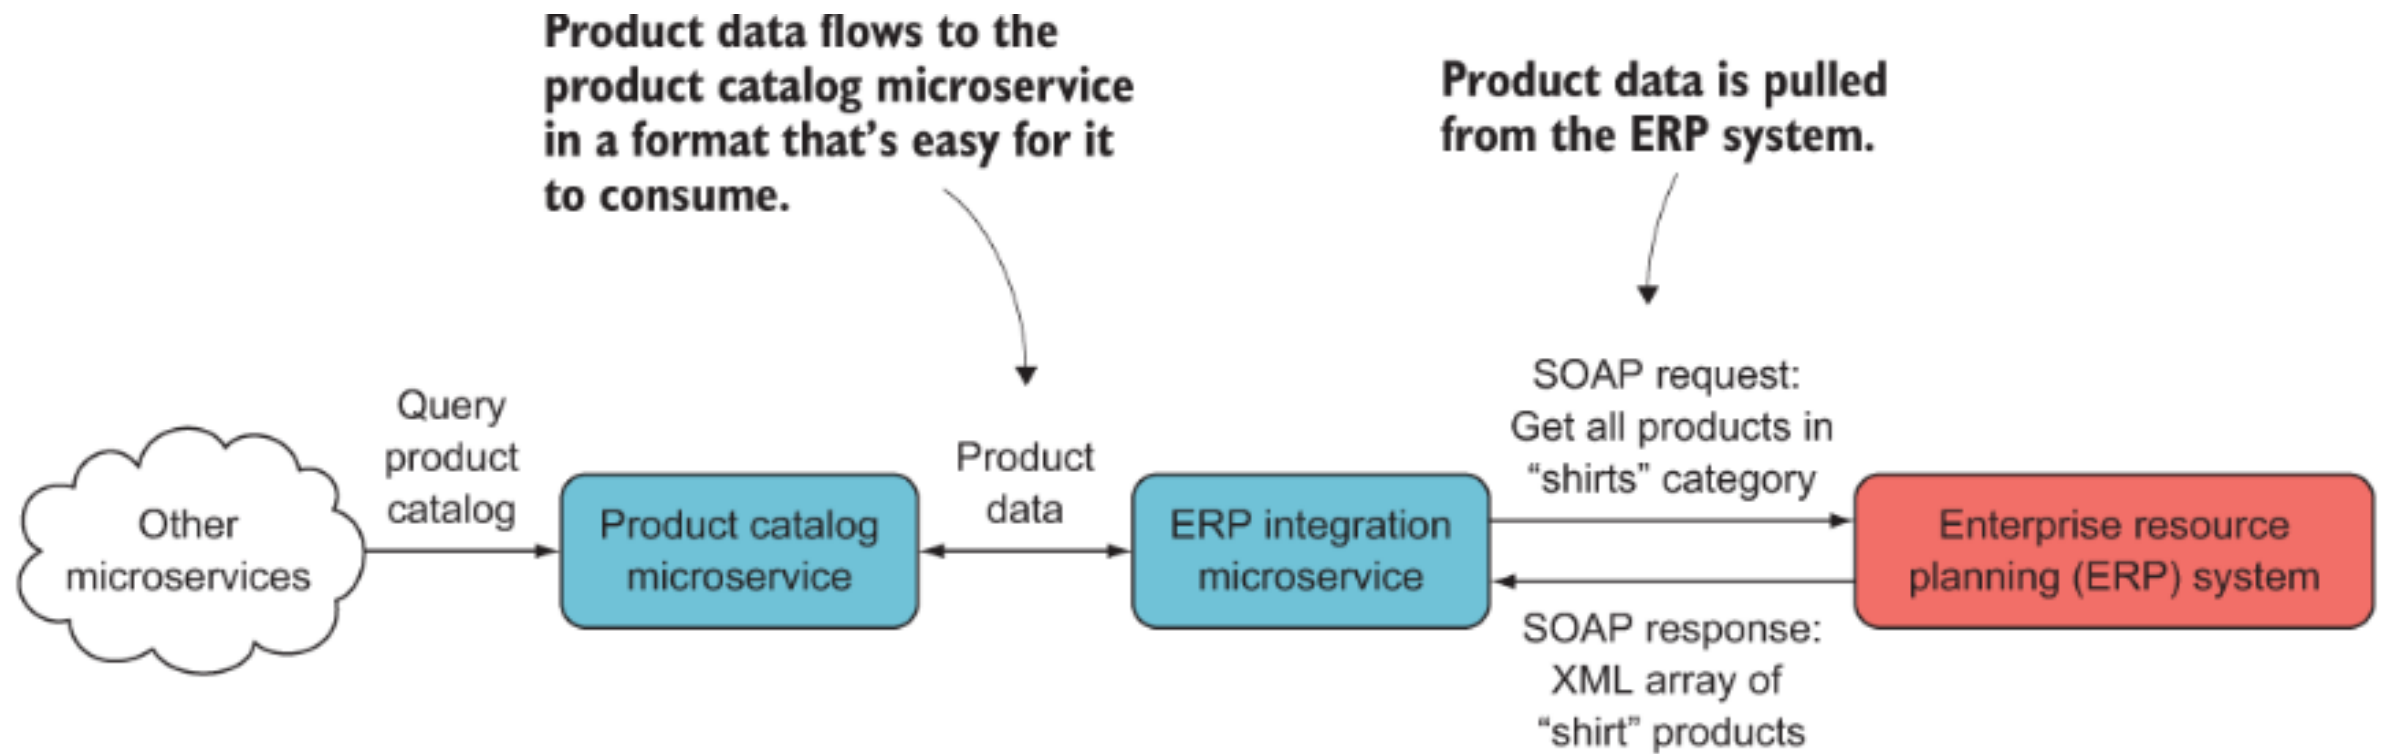 Product data flows to the
product catalog microservice
in a format that’s easy for it
to consume.
Product data is pulled
from the ERP system.
Other
microservices
Query
product
catalog
Product catalog
microservice
Product
data
ERP integration
microservice
SOAP request:
Get all products in
“shirts” category
SOAP response:
XML array of
“shirt” products
Enterprise resource
planning (ERP) system